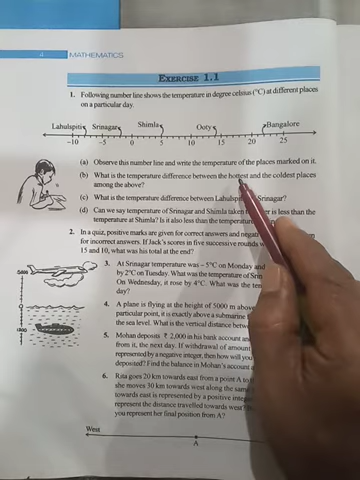 4 MATHEMATICS
EXERCISE 1.1
1. Following number line shows the temperature in degree celsius (°C) at different places
on a particular day.
Lahulspiti Srinagar Shimla Ooty Bangalore
–10 –5 0 5 10 15 20 25
(a) Observe this number line and write the temperature of the places marked on it.
(b) What is the temperature difference between the hottest and the coldest places
among the above?
(c) What is the temperature difference between Lahulspiti Srinagar?
(d) Can we say temperature of Srinagar and Shimla taken is less than the
temperature at Shimla? Is it also less than the temperature
2. In a quiz, positive marks are given for correct answers and
for incorrect answers. If Jack's scores in five successive rounds
15 and 10, what was his total at the end?
3. At Srinagar temperature was – 5°C on Monday and
by 2°C on Tuesday. What was the temperature of
On Wednesday, it rose by 4°C. What was the
day?
4. A plane is flying at the height of 5000 m
particular point, it is exactly above a submarine
the sea level. What is the vertical distance
5. Mohan deposits ₹ 2,000 in his bank account
from it, the next day. If withdrawal of amount
represented by a negative integer, then how will you
deposited? Find the balance in Mohan's account
6. Rita goes 20 km towards east from a point A to
she moves 30 km towards west along the same
towards east is represented by a positive
represent the distance travelled towards west?
you represent her final position from A?
West
A
5000
0